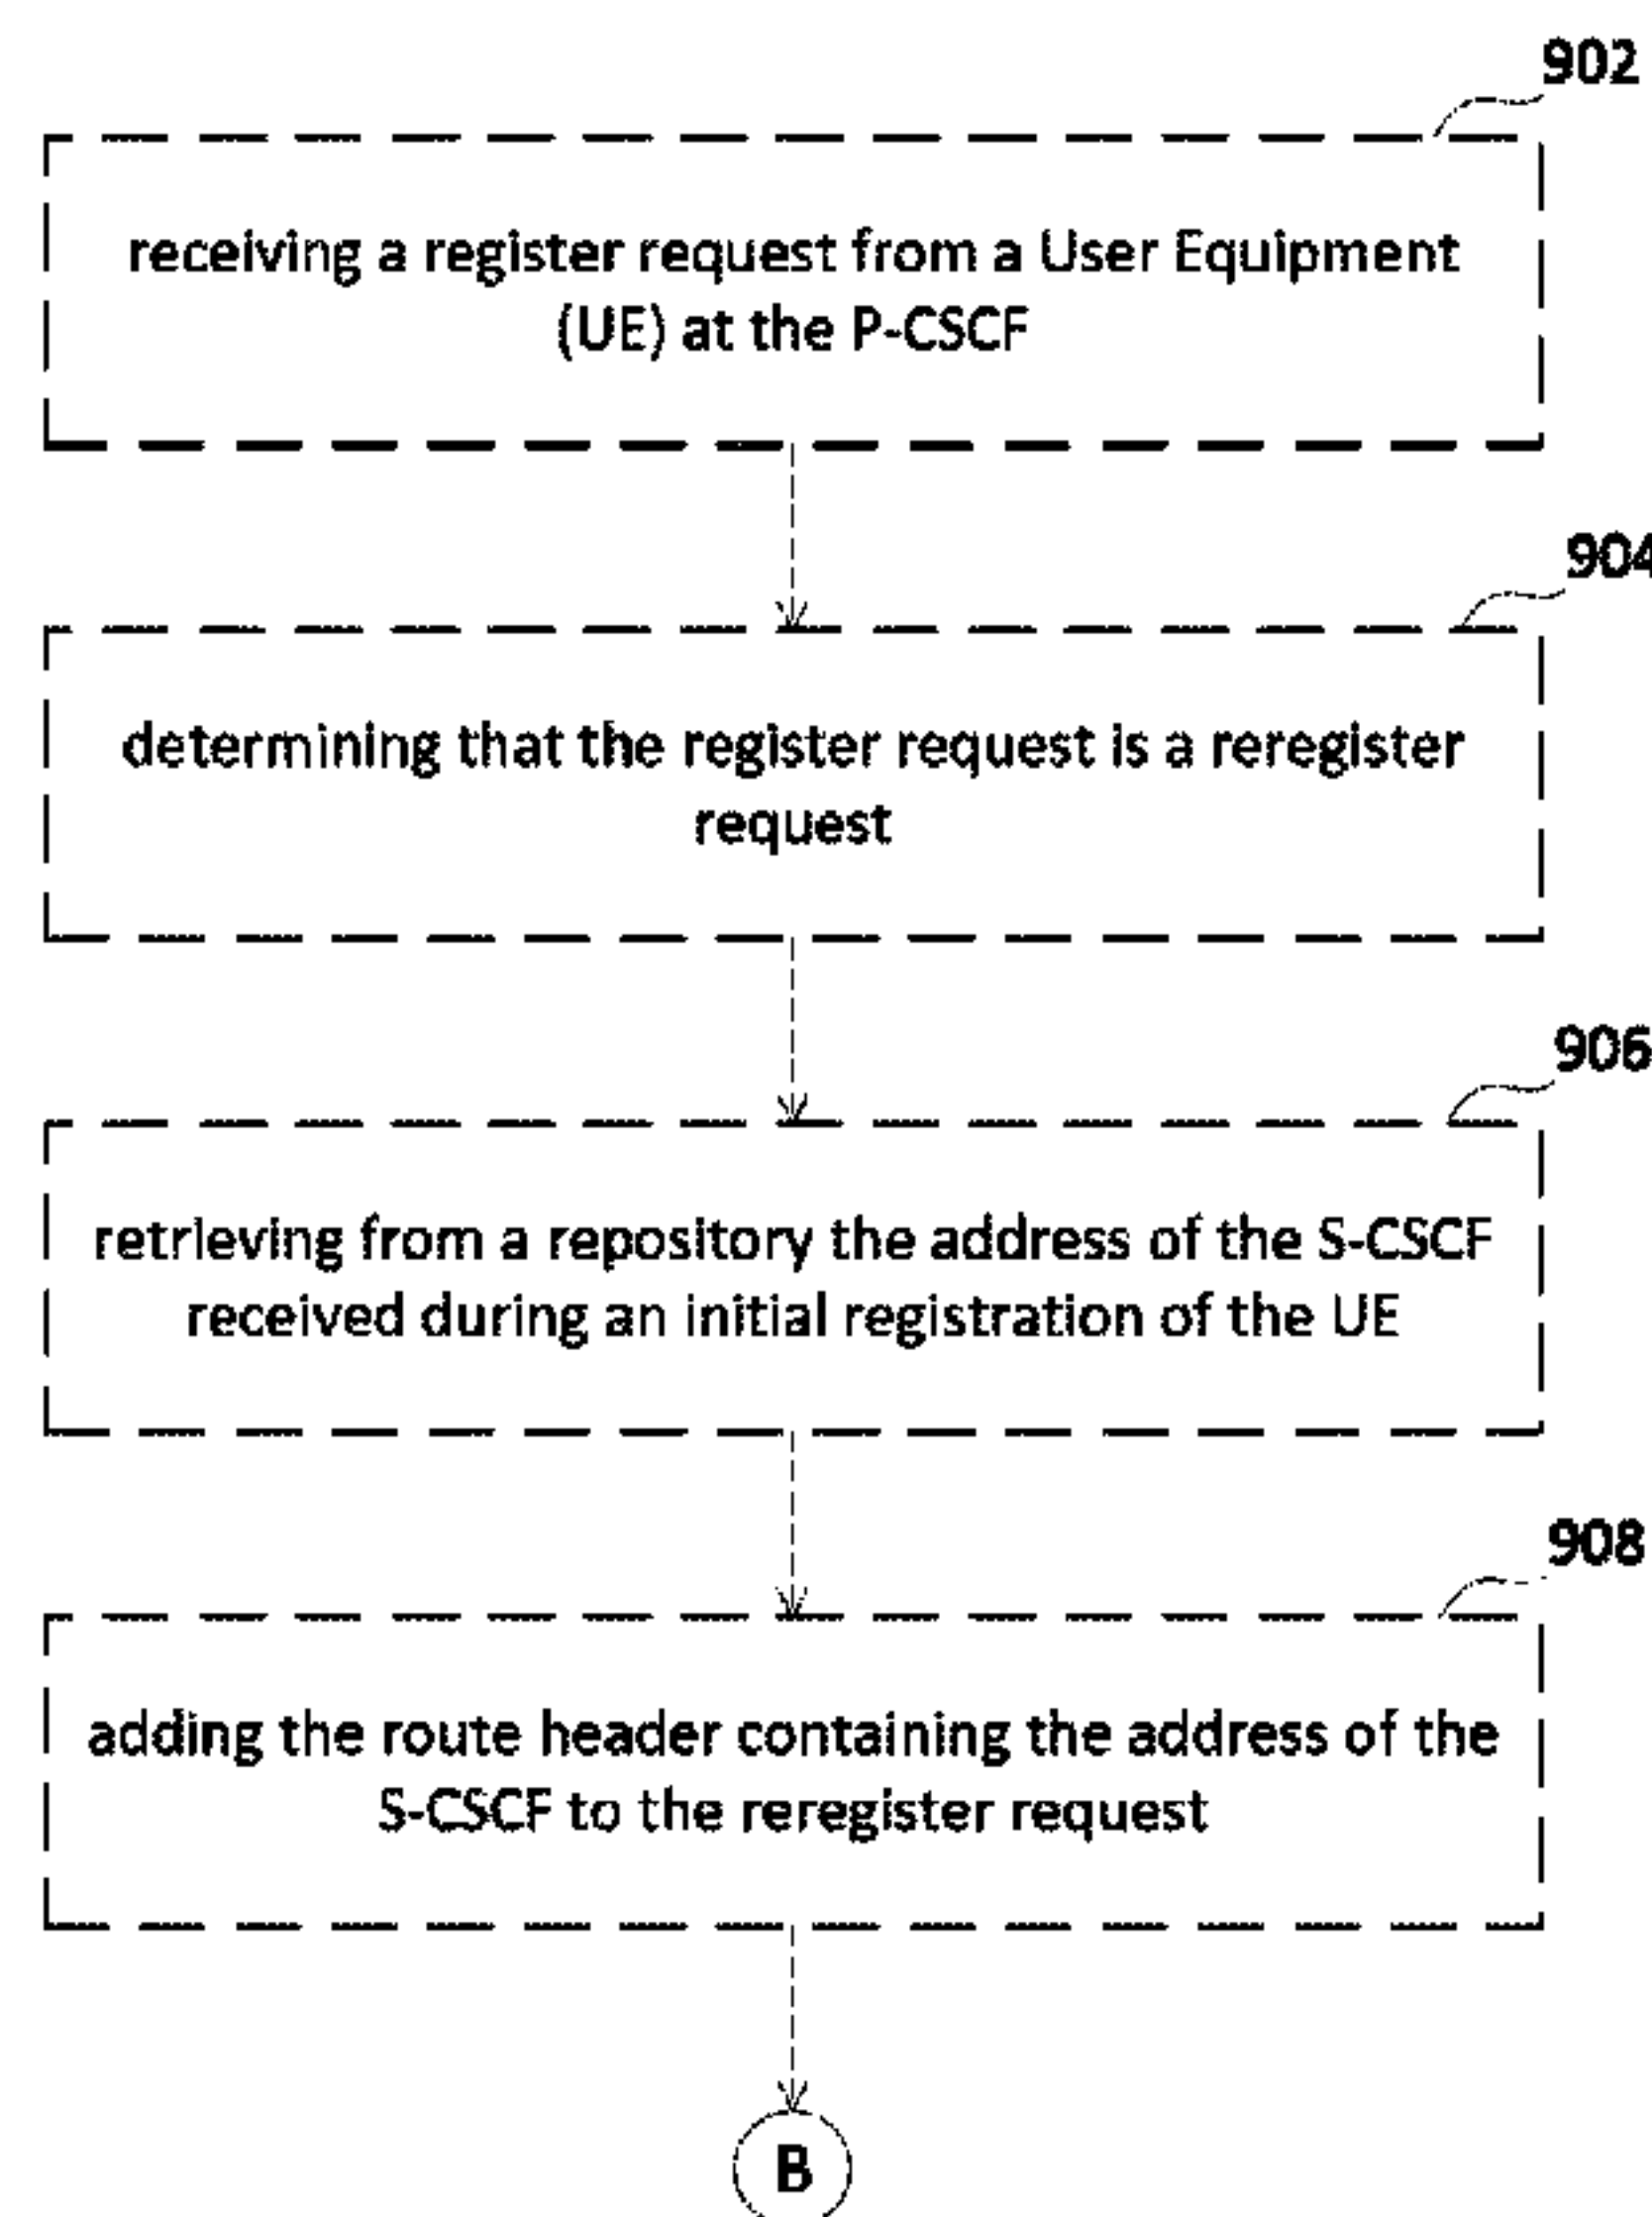 902
receiving a register request from a User Equipment
(UE) at the P-CSCF
904
determining that the register request is a reregister
request
906
retrieving from a repository the address of the S-CSCF
received during an initial registration of the UE
908
adding the route header containing the address of the
S-CSCF to the reregister request
B